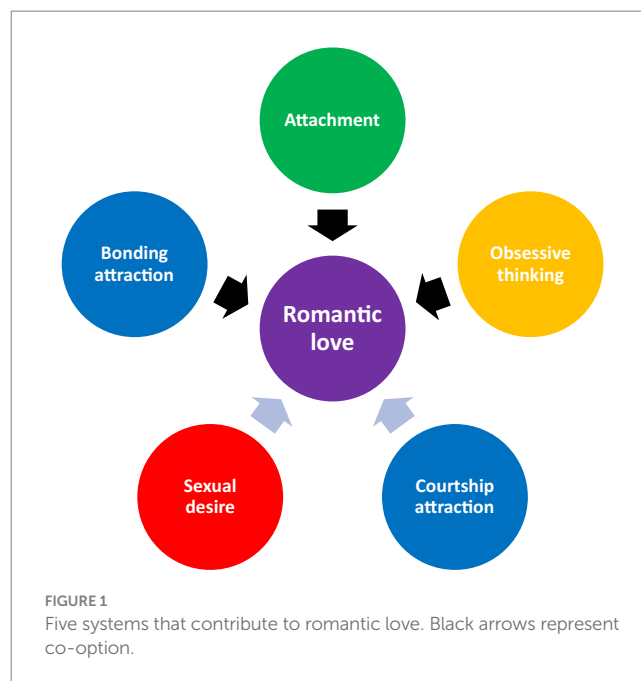 Attachment
Bonding
attraction
Obsessive
thinking
Romantic
love
Sexual
desire
Courtship
attraction
FIGURE 1
Five systems that contribute to romantic love. Black arrows represent
co-option.